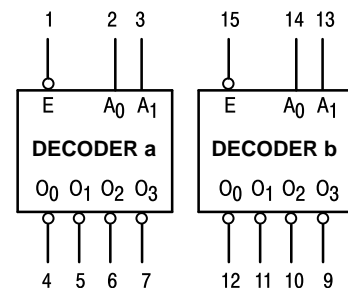 1 2 3 15 14 13
E A0 A1 E A0 A1
DECODER a DECODER b
O0 O1 O2 O3 O0 O1 O2 O3
4 5 6 7 12 11 10 9